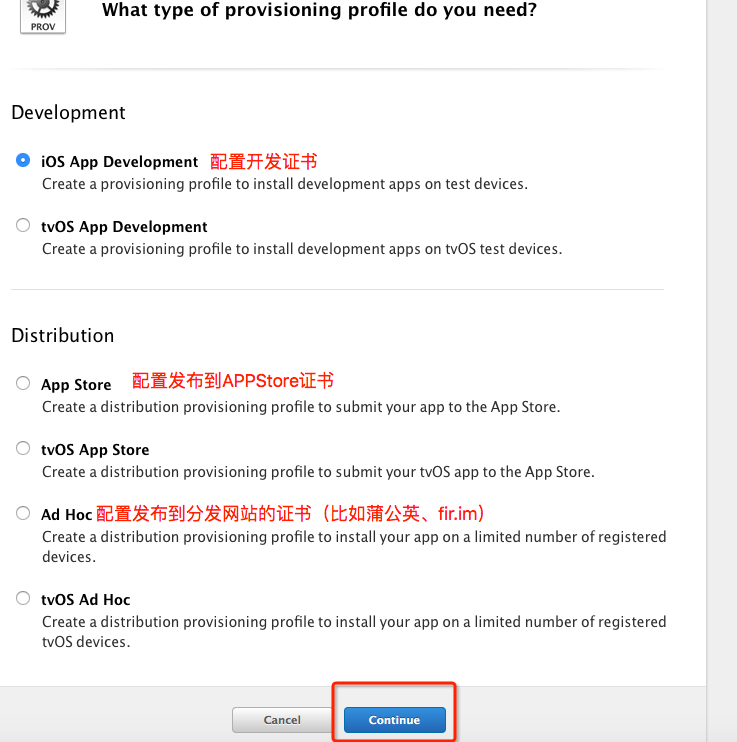 PROV
What type of provisioning profile do you need?
Development
iOS App Development 配置开发证书
Create a provisioning profile to install development apps on test devices.
tvOS App Development
Create a provisioning profile to install development apps on tvOS test devices.
Distribution
App Store 配置发布到APPStore证书
Create a distribution provisioning profile to submit your app to the App Store.
tvOS App Store
Create a distribution provisioning profile to submit your tvOS app to the App Store.
Ad Hoc 配置发布到分发网站的证书（比如蒲公英、fir.im）
Create a distribution provisioning profile to install your app on a limited number of registered
devices.
tvOS Ad Hoc
Create a distribution provisioning profile to install your app on a limited number of registered
tvOS devices.
Cancel Continue